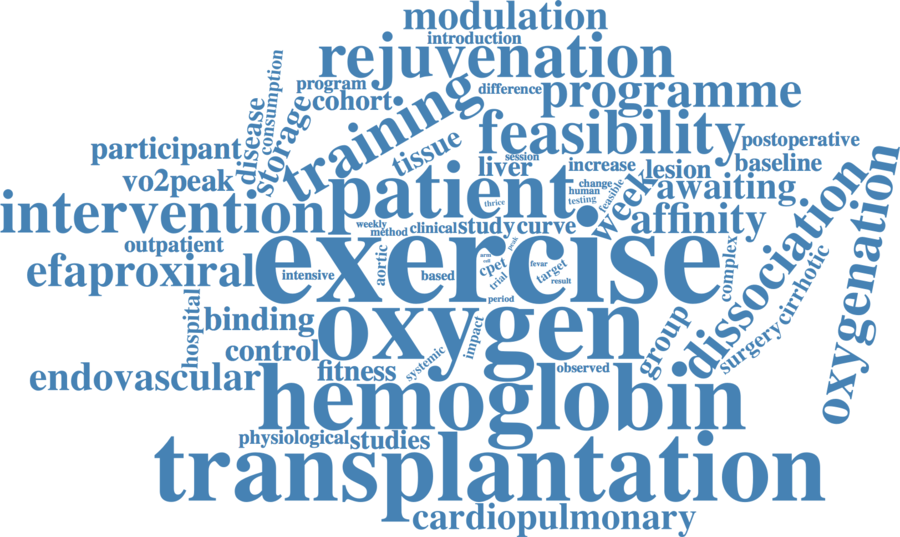 modulation
introduction
rejuvenation
program
difference
programme
cohort
consumption
disease
storage
training
tissue
feasibility
postoperative
participant
session
liver
increase
lesion
baseline
vo2peak
patient
change
human
testing
feasible
week
awaiting
intervention
thrice
weekly
method
clinical
study
curve
affinity
outpatient
exercise
arm
peak
complex
dissociation
oxygenation
efaproxiral
intensive
aortic
based
cpet
trial
fevar
target
result
period
cirrhotic
hospital
binding
oxygen
group
surgery
control
impact
systemic
observed
endovascular
fitness
hemoglobin
physiological
studies
transplantation
cardiopulmonary